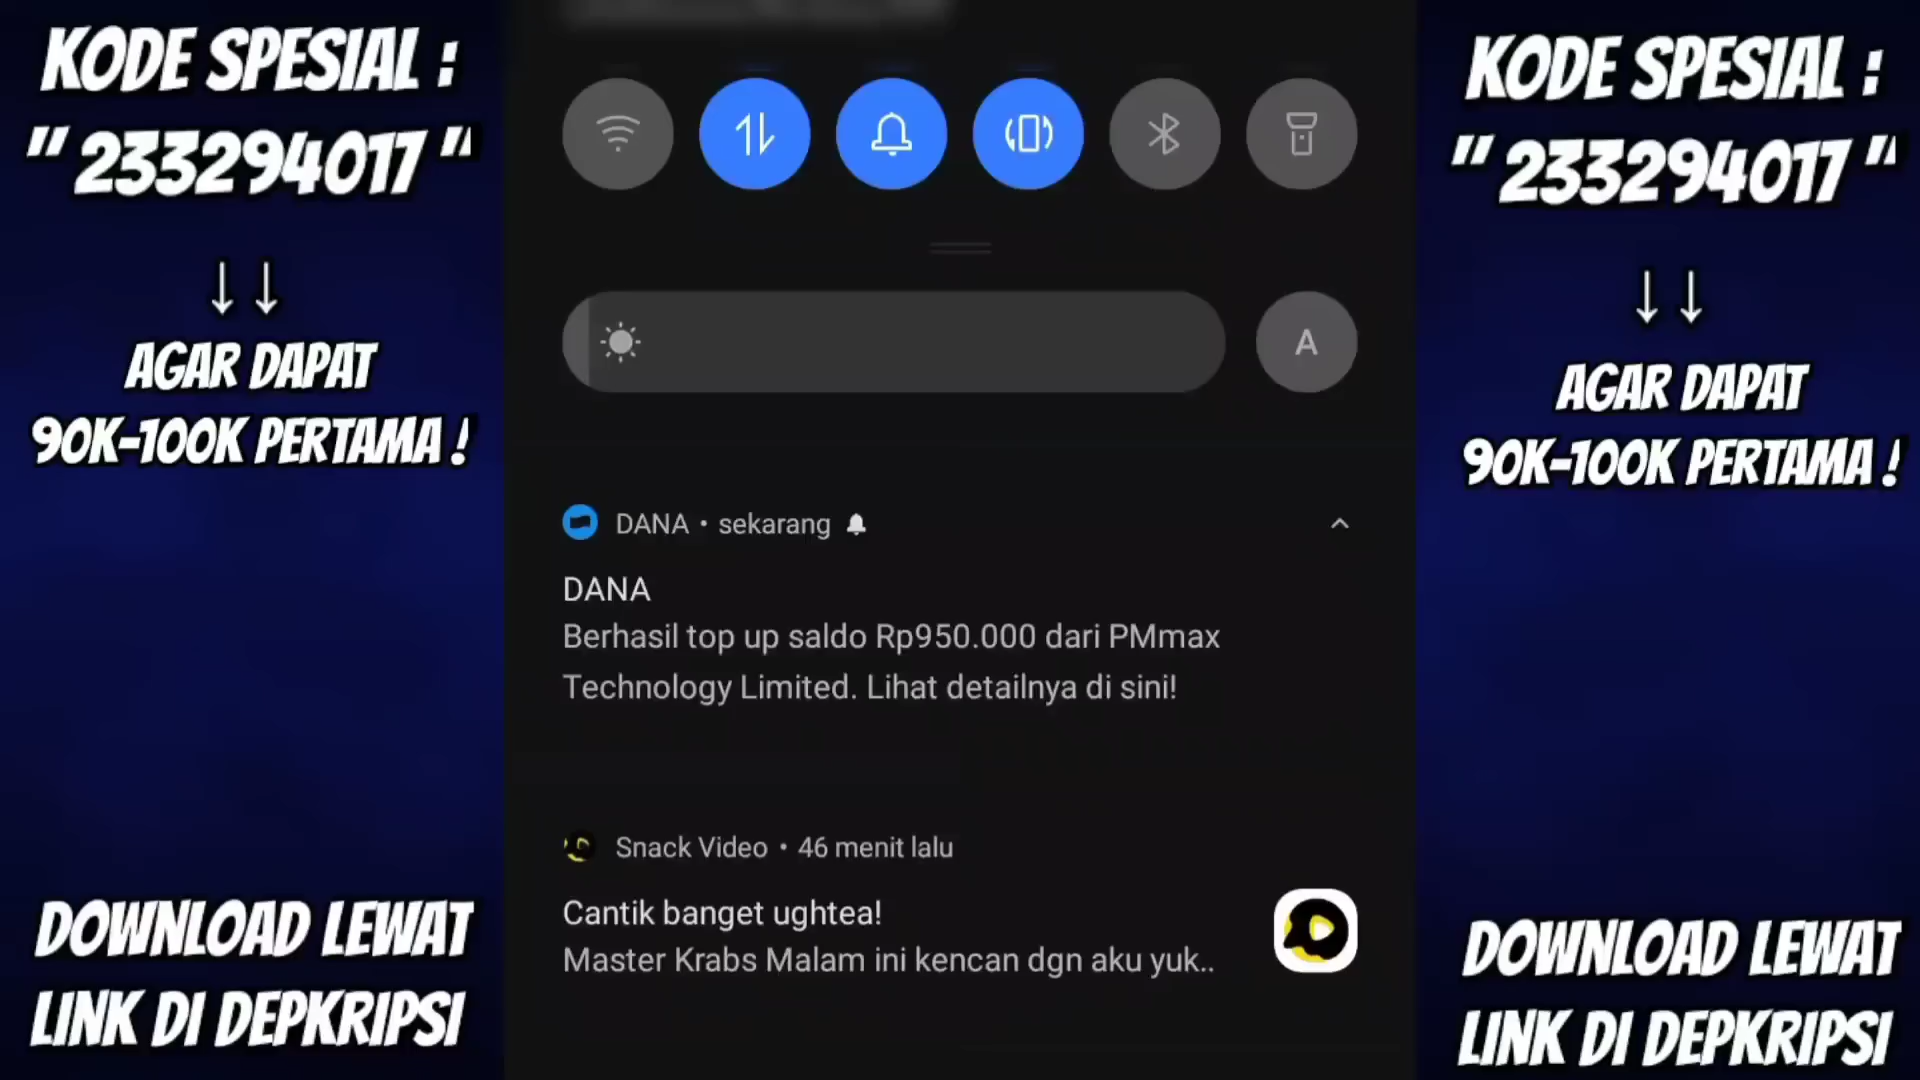 KODE SPESIAL :
" 233294017 "
↓↓
AGAR DAPAT
90K-100K PERTAMA !
DOWNLOAD LEWAT
LINK DI DEPKRIPSI
A
DANA • sekarang
DANA
Berhasil top up saldo Rp950.000 dari PMmax
Technology Limited. Lihat detailnya di sini!
Snack Video • 46 menit lalu
Cantik banget ughtea!
Master Krabs Malam ini kencan dgn aku yuk..
KODE SPESIAL :
" 233294017 "
↓↓
AGAR DAPAT
90K-100K PERTAMA !
DOWNLOAD LEWAT
LINK DI DEPKRIPSI